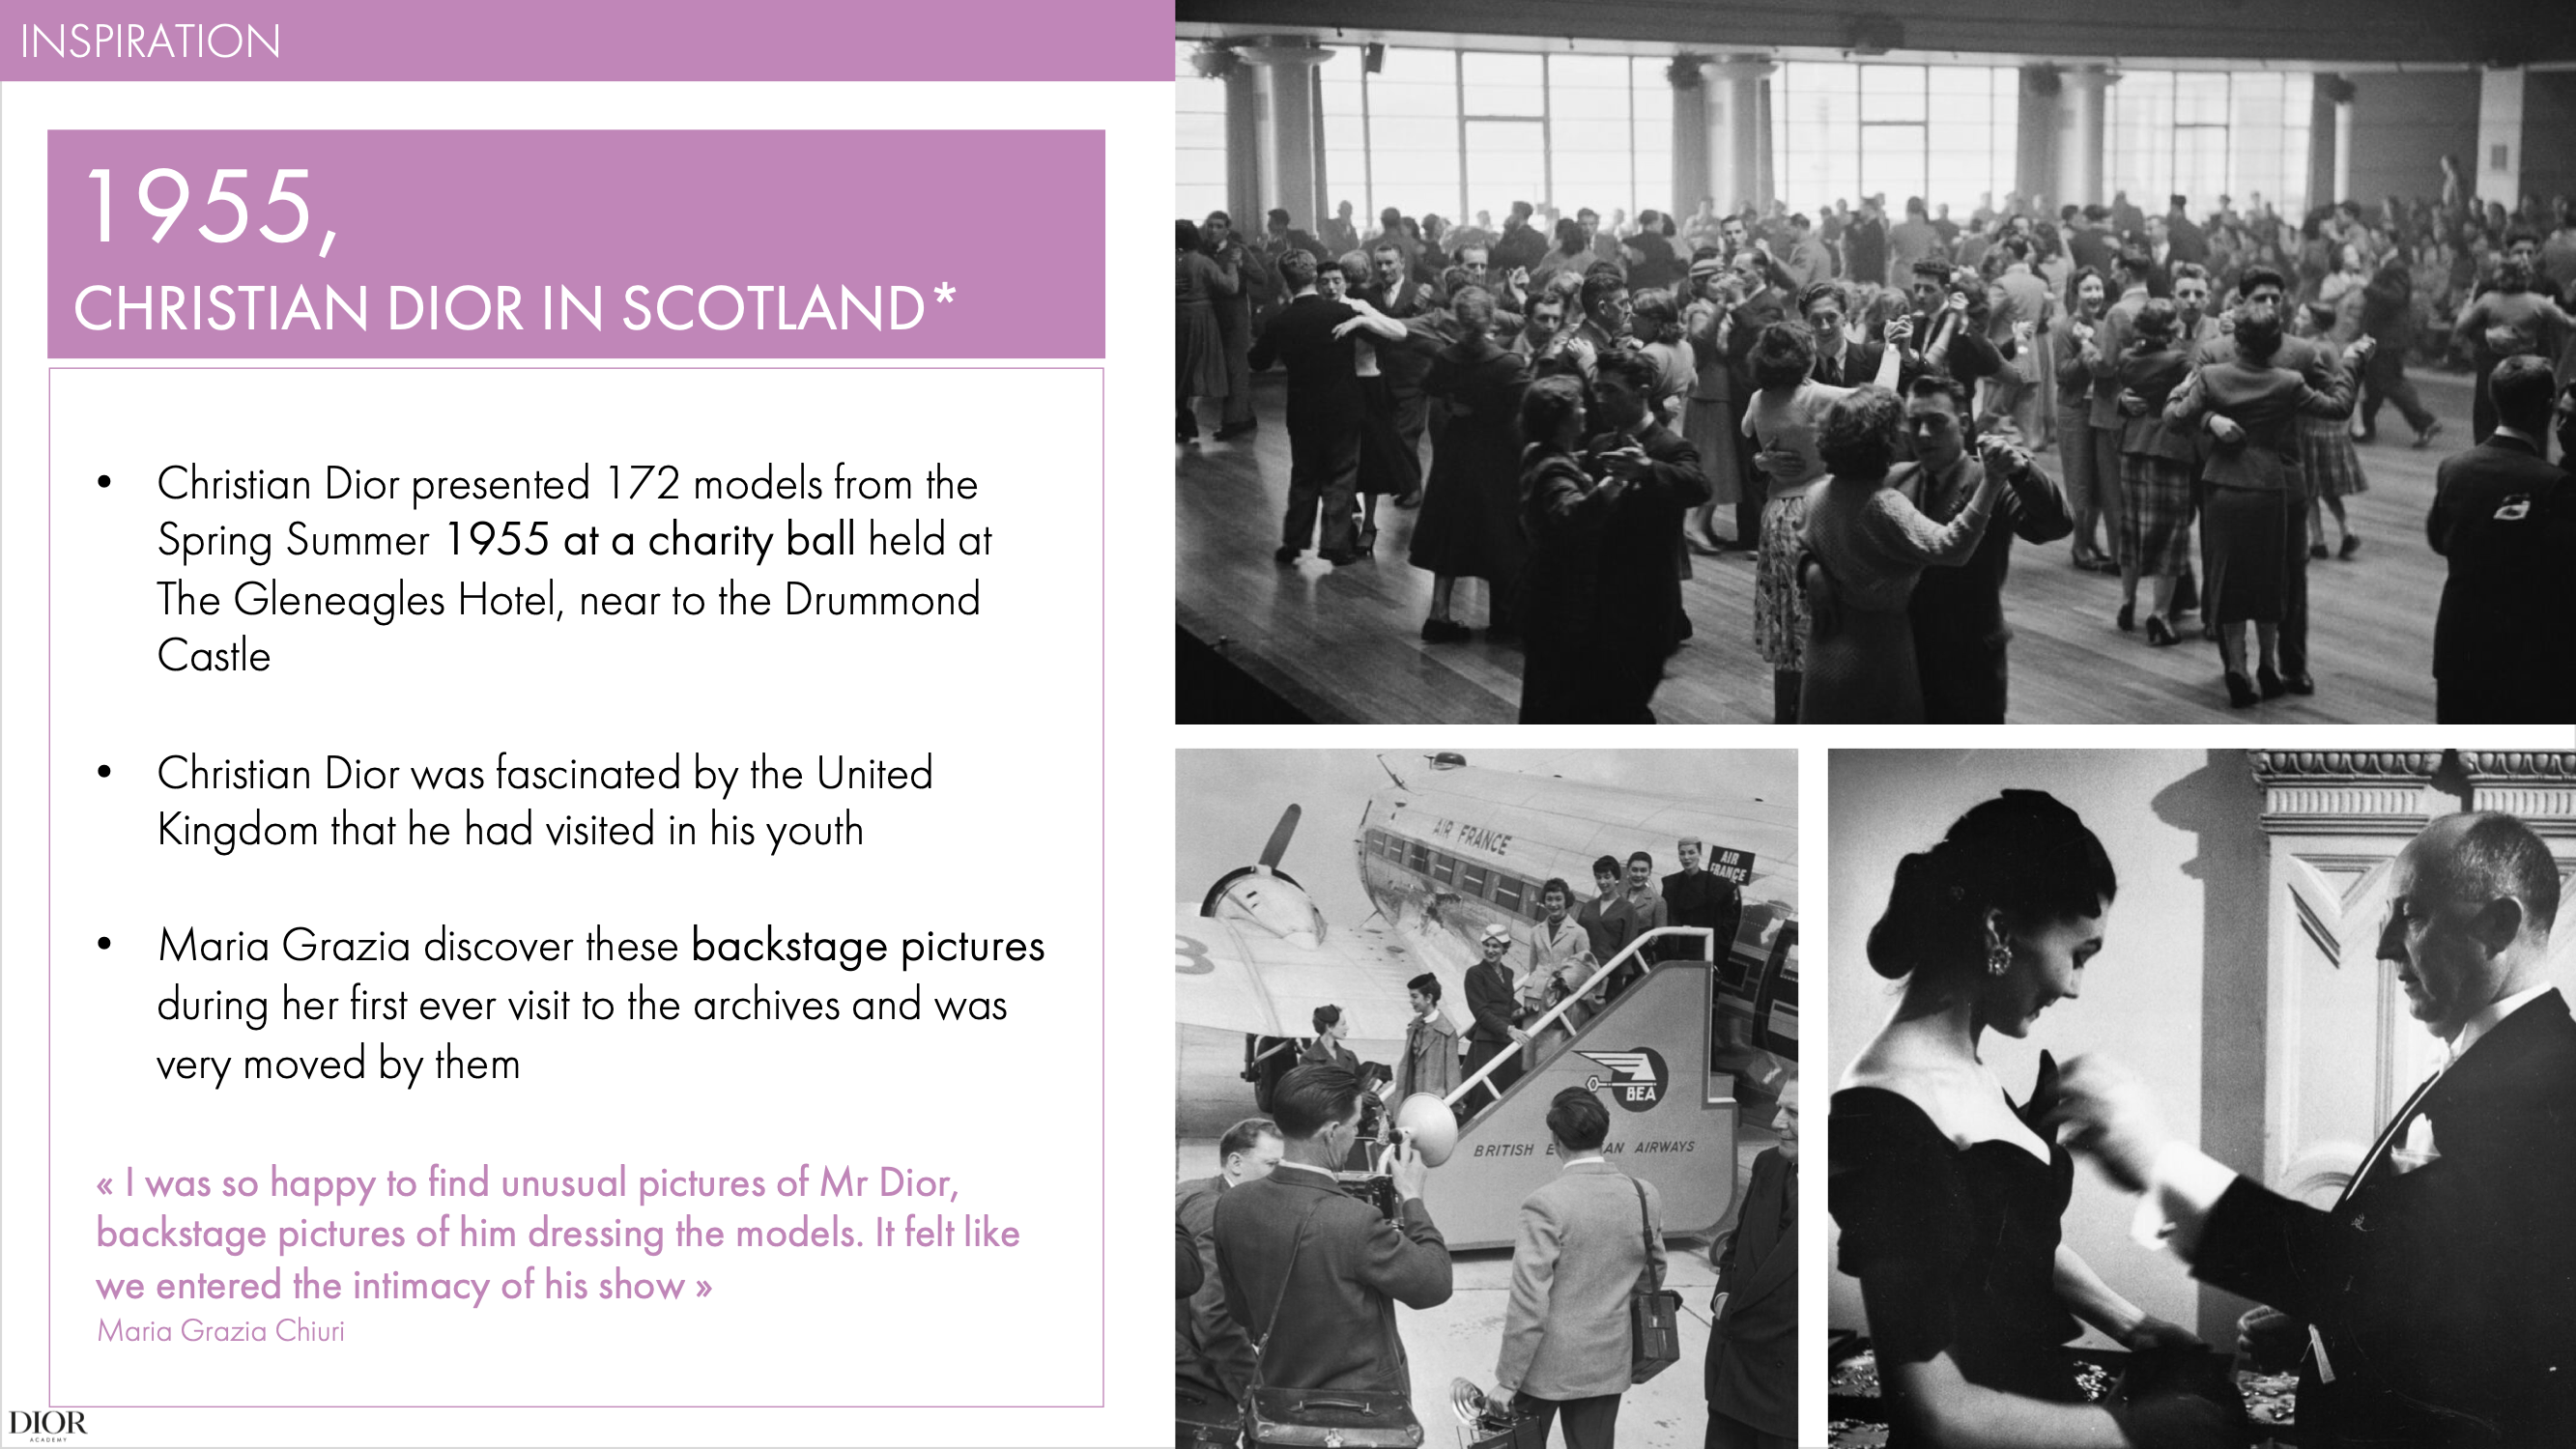 INSPIRATION
1955,
CHRISTIAN DIOR IN SCOTLAND*
• Christian Dior presented 172 models from the
Spring Summer 1955 at a charity ball held at
The Gleneagles Hotel, near to the Drummond
Castle
• Christian Dior was fascinated by the United
Kingdom that he had visited in his youth
• Maria Grazia discover these backstage pictures
during her first ever visit to the archives and was
very moved by them
« I was so happy to find unusual pictures of Mr Dior,
backstage pictures of him dressing the models. It felt like
we entered the intimacy of his show »
Maria Grazia Chiuri
DIOR
ACADEMY
AIR FRANCE
AIR
FRANCE
BEA
BRITISH AIRWAYS